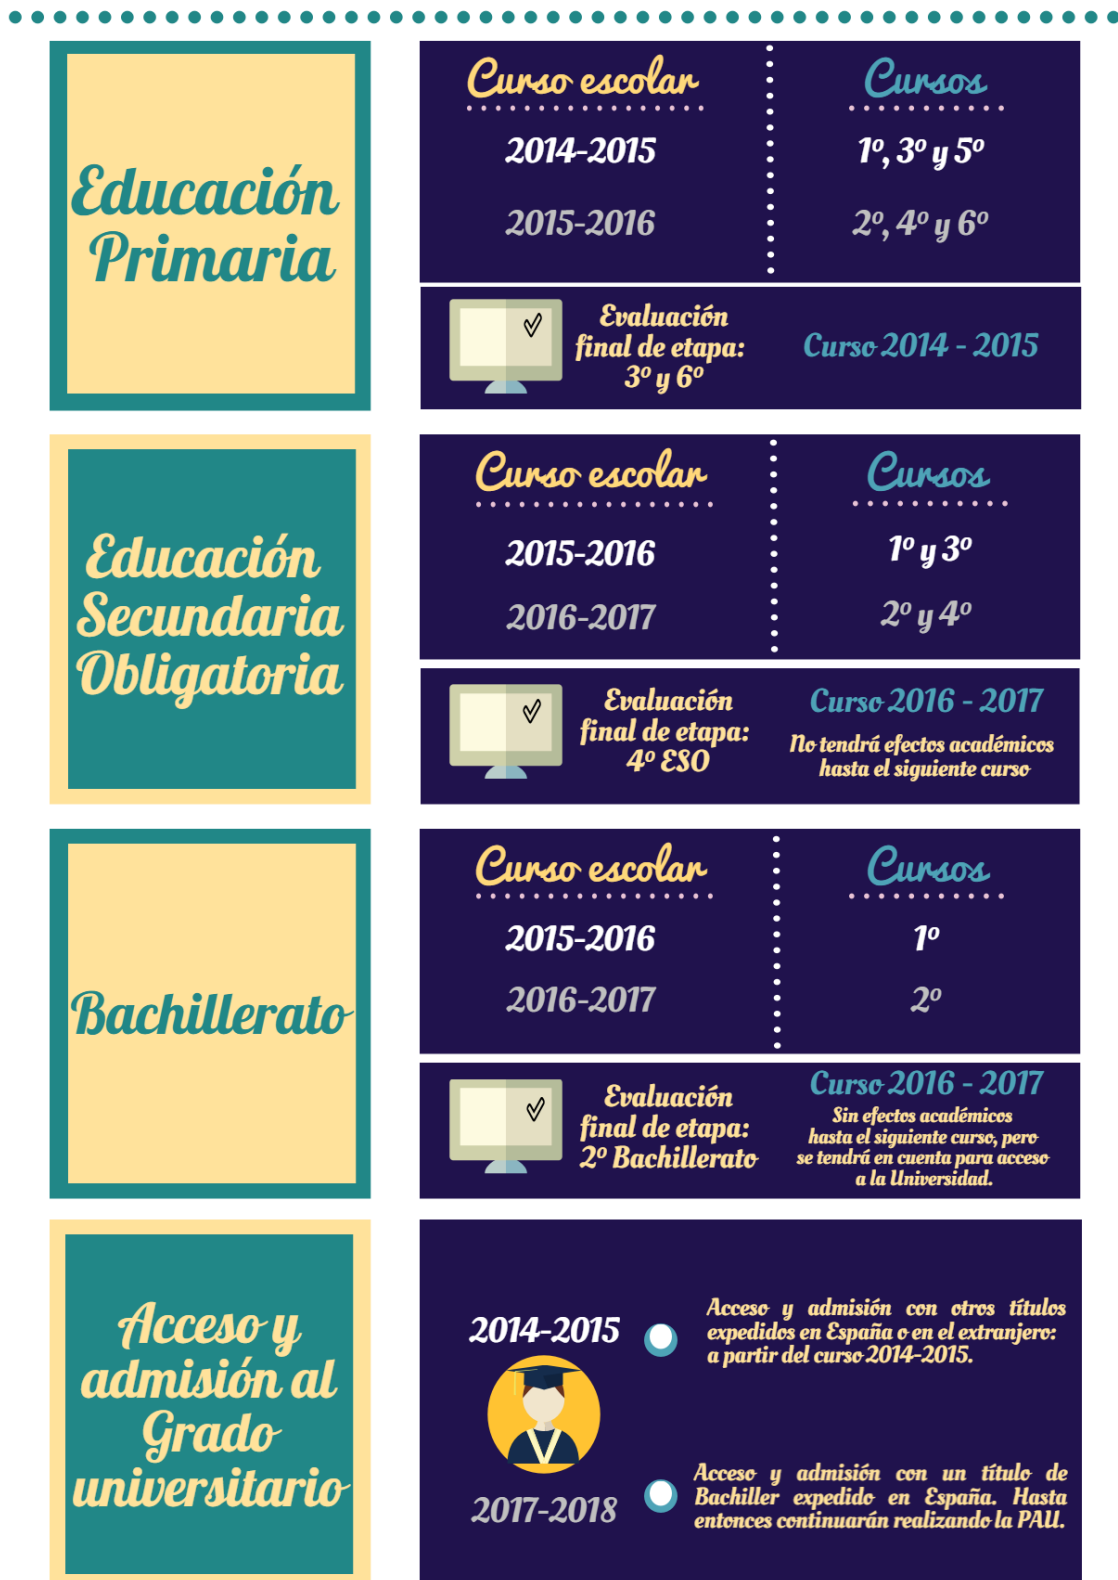 Educación
Primaria
Curso escolar
Cursos
2014-2015
1º, 3º y 5º
2015-2016
2º, 4º y 6º
Evaluación
final de etapa:
3º y 6º
Curso 2014 - 2015
Educación
Secundaria
Obligatoria
Curso escolar
Cursos
2015-2016
1º y 3º
2016-2017
2º y 4º
Evaluación
final de etapa:
4º ESO
Curso 2016 - 2017
No tendrá efectos académicos
hasta el siguiente curso
Bachillerato
Curso escolar
Cursos
2015-2016
1º
2016-2017
2º
Evaluación
final de etapa:
2º Bachillerato
Curso 2016 - 2017
Sin efectos académicos
hasta el siguiente curso, pero
se tendrá en cuenta para acceso
a la Universidad.
Acceso y
admisión al
Grado
universitario
2014-2015
Acceso y admisión con otros títulos
expedidos en España o en el extranjero:
a partir del curso 2014-2015.
2017-2018
Acceso y admisión con un título de
Bachiller expedido en España. Hasta
entonces continuarán realizando la PAU.